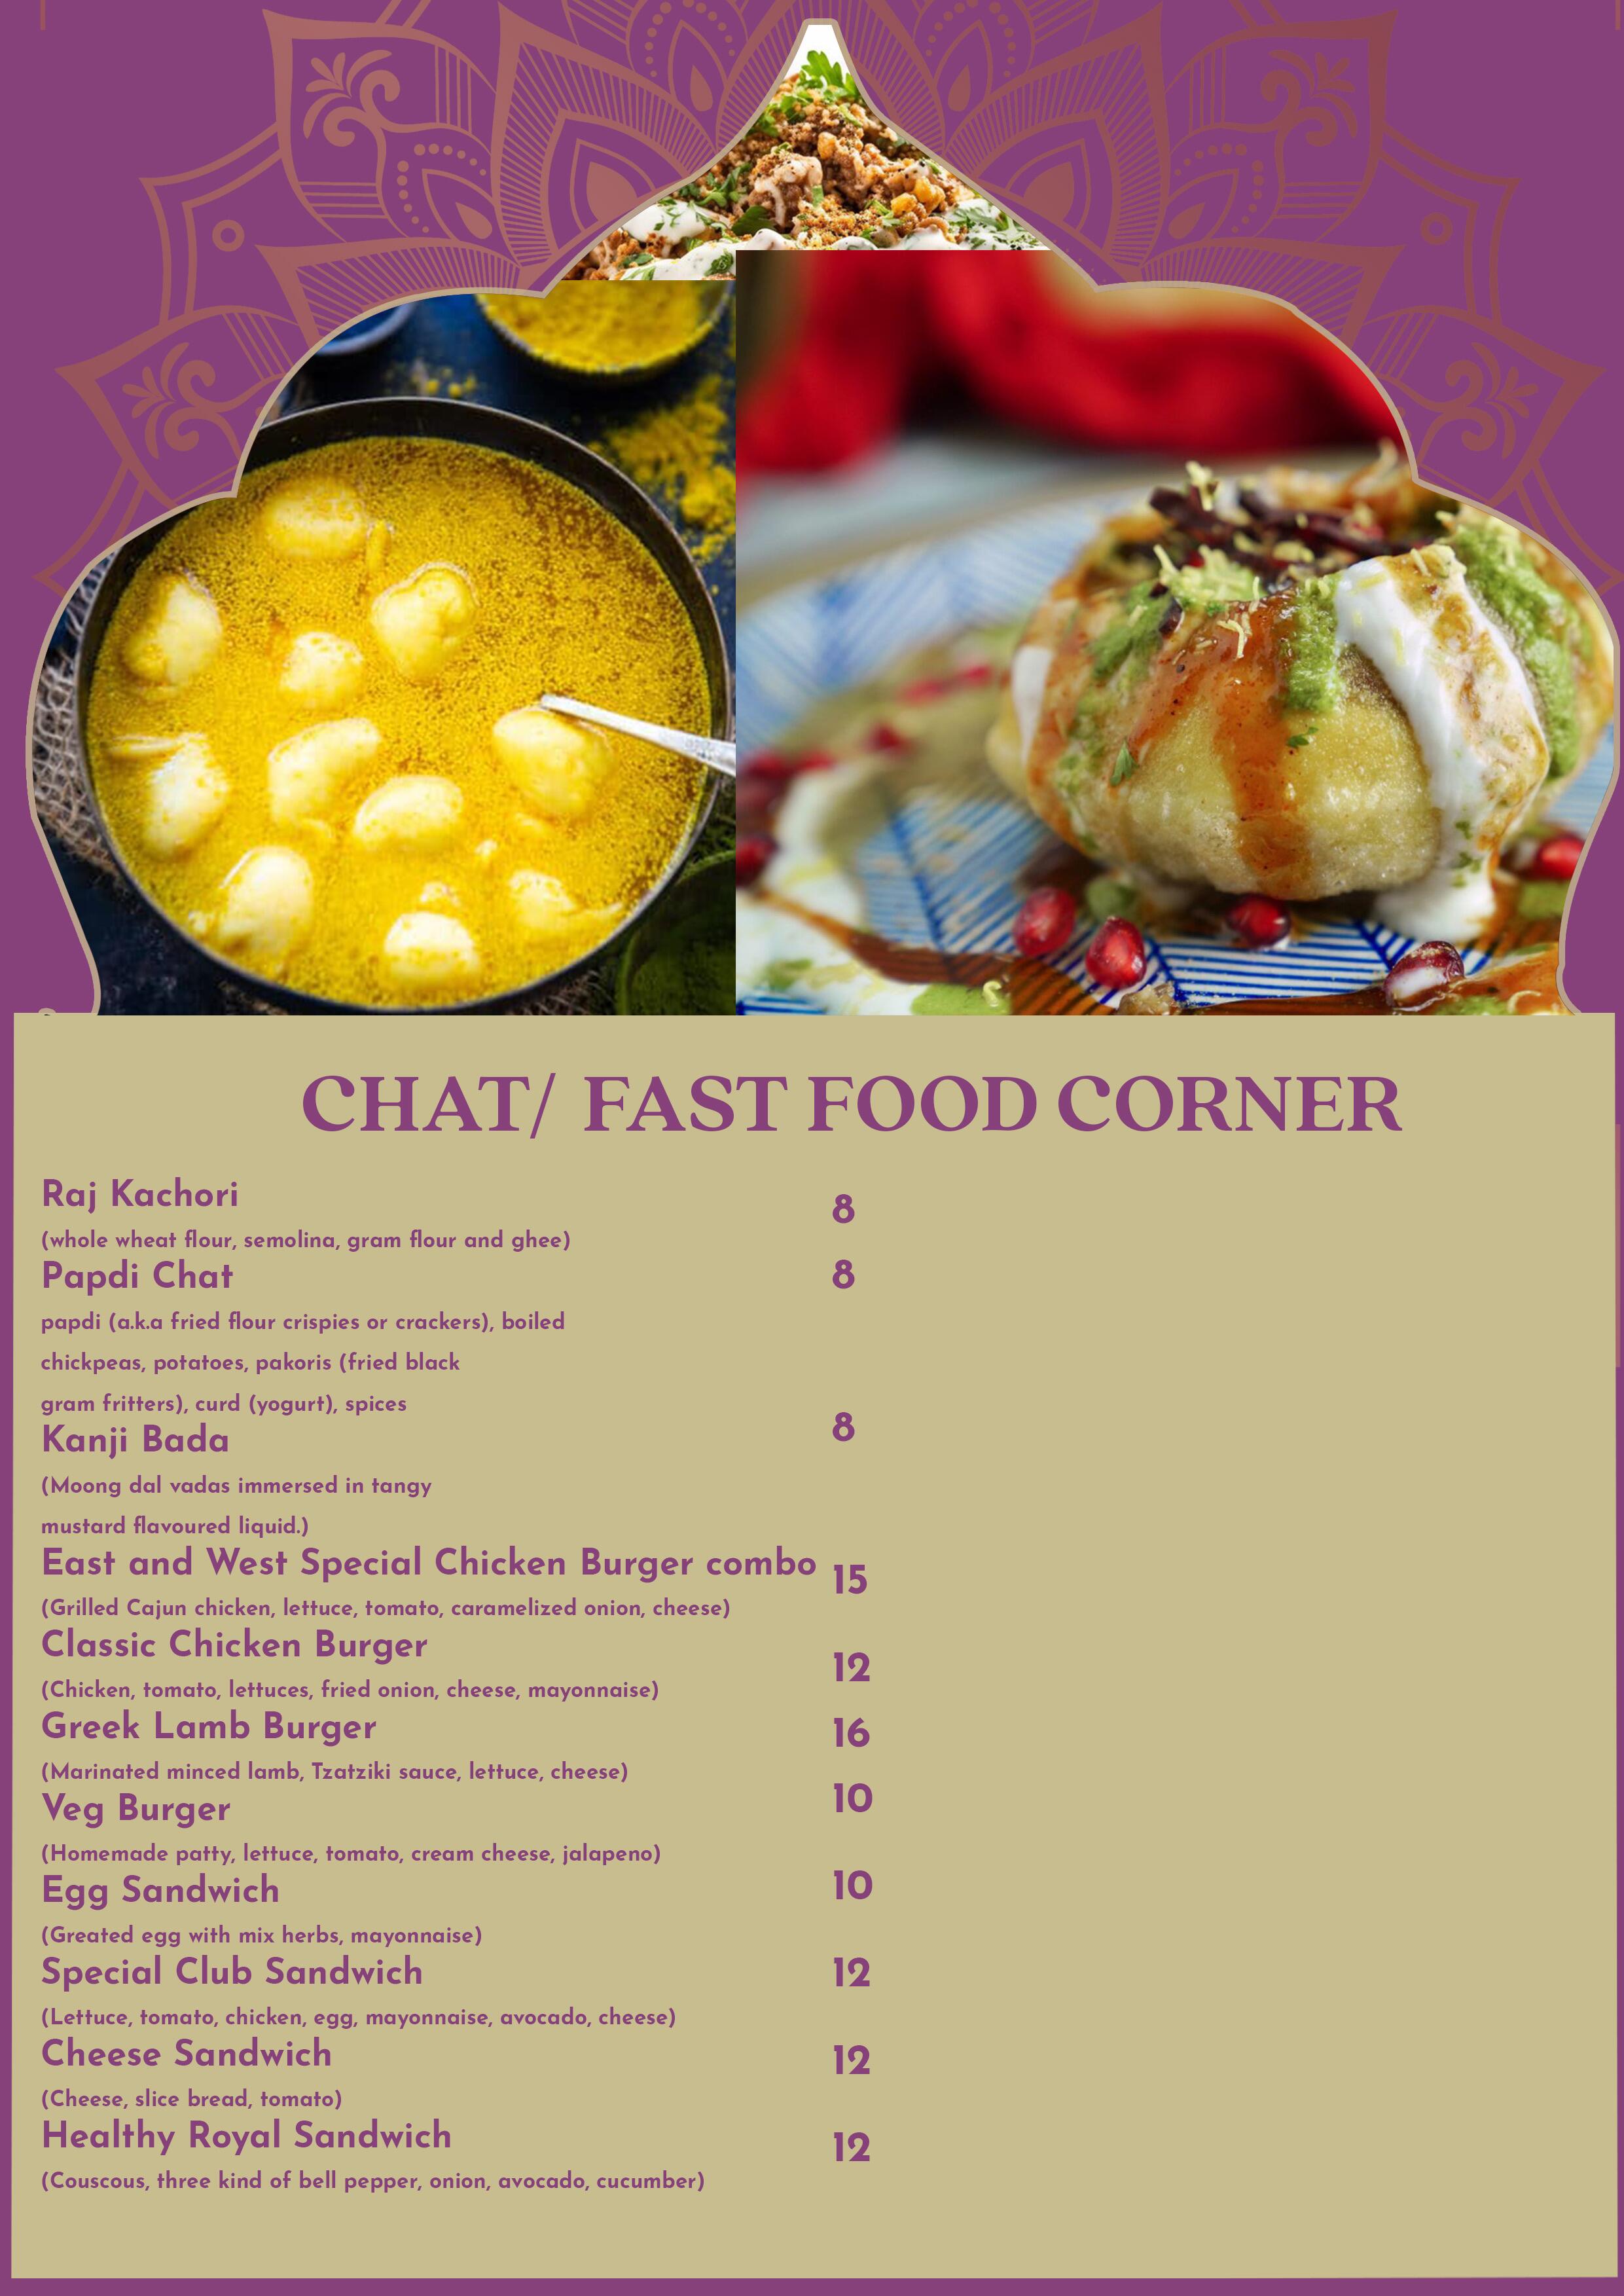 CHAT/ FAST FOOD CORNER
Raj Kachori 8
(whole wheat flour, semolina, gram flour and ghee)
Papdi Chat 8
papdi (a.k.a fried flour crispies or crackers), boiled
chickpeas, potatoes, pakoris (fried black
gram fritters), curd (yogurt), spices
Kanji Bada 8
(Moong dal vadas immersed in tangy
mustard flavoured liquid.)
East and West Special Chicken Burger combo 15
(Grilled Cajun chicken, lettuce, tomato, caramelized onion, cheese)
Classic Chicken Burger 12
(Chicken, tomato, lettuces, fried onion, cheese, mayonnaise)
Greek Lamb Burger 16
(Marinated minced lamb, Tzatziki sauce, lettuce, cheese)
Veg Burger 10
(Homemade patty, lettuce, tomato, cream cheese, jalapeno)
Egg Sandwich 10
(Greated egg with mix herbs, mayonnaise)
Special Club Sandwich 12
(Lettuce, tomato, chicken, egg, mayonnaise, avocado, cheese)
Cheese Sandwich 12
(Cheese, slice bread, tomato)
Healthy Royal Sandwich 12
(Couscous, three kind of bell pepper, onion, avocado, cucumber)